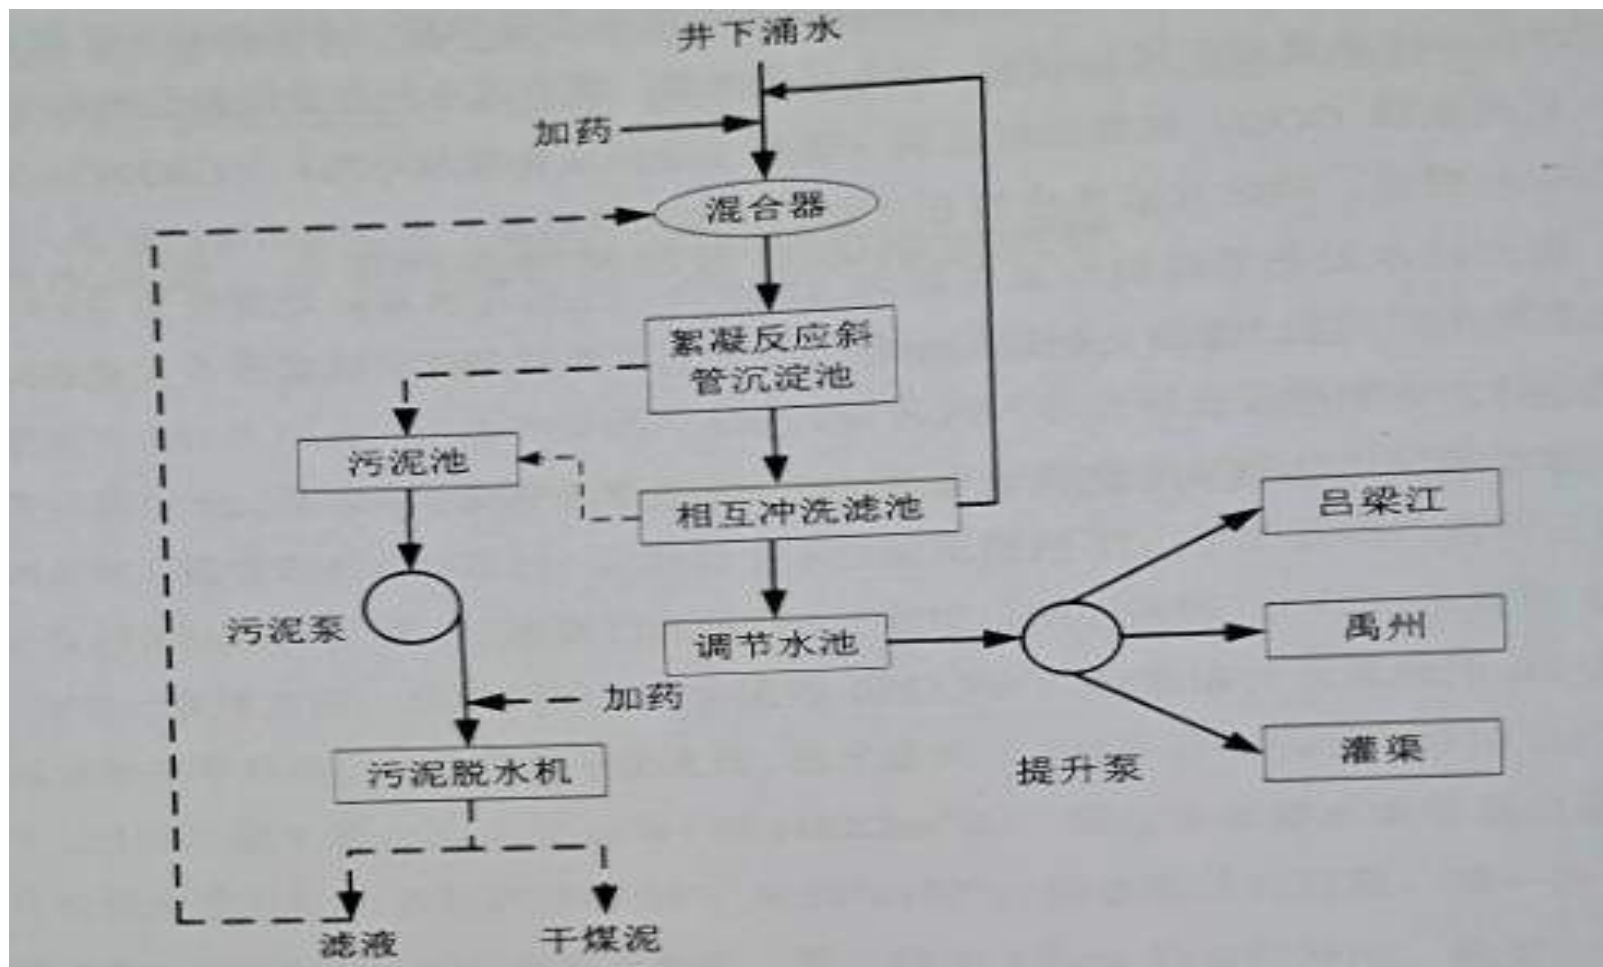 井下涌水
加药
混合器
絮凝反应斜
管沉淀池
污泥池
相互冲洗滤池
吕梁江
污泥泵
调节水池
禹州
加药
污泥脱水机
提升泵
灌渠
滤液
干煤泥